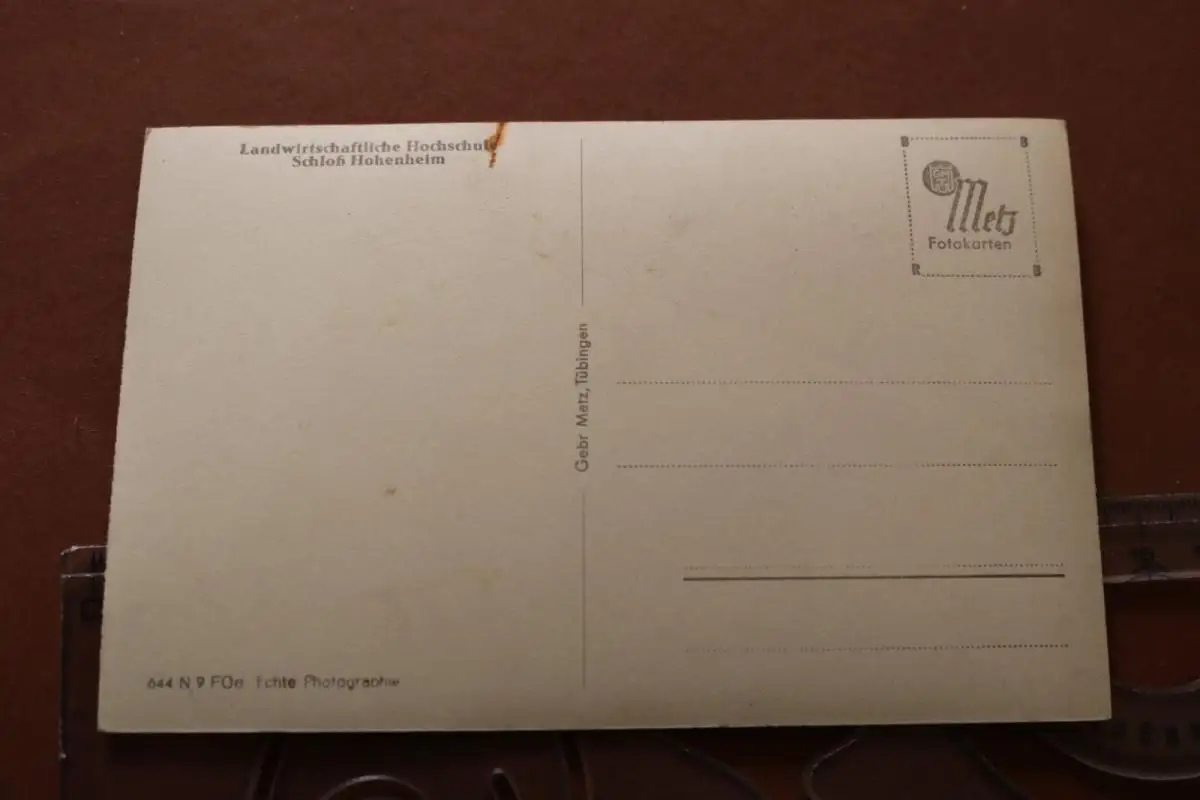 Landwirtschaftliche Hochschule
Schloß Hohenheim
B B
Metz
Fotokarten
R B
Gebr Metz, Tübingen
644 N 9 FOe Echte Photographie